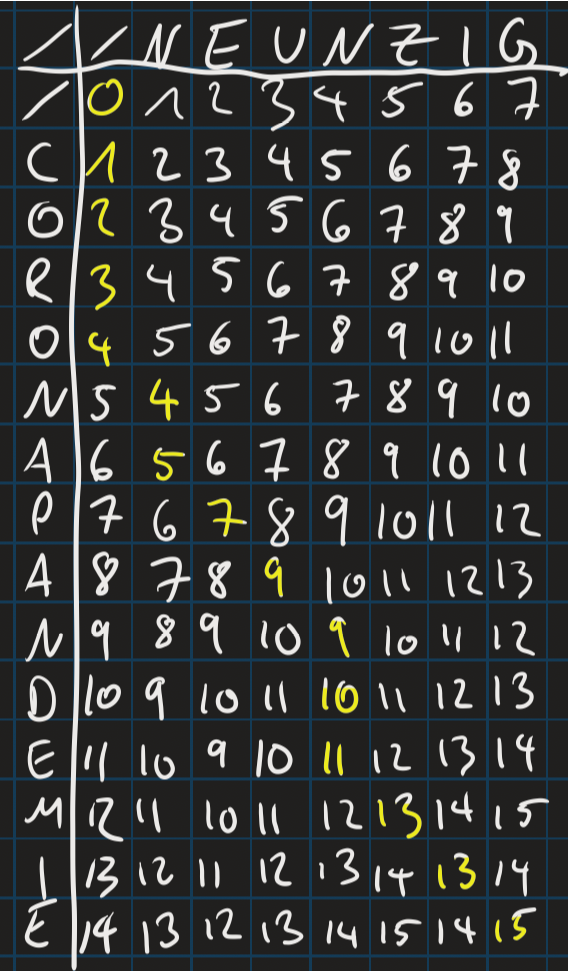 / / N E U N Z I G
/ 0 1 2 3 4 5 6 7
C 1 2 3 4 5 6 7 8
O 2 3 4 5 6 7 8 9
R 3 4 5 6 7 8 9 10
O 4 5 6 7 8 9 10 11
N 5 4 5 6 7 8 9 10
A 6 5 6 7 8 9 10 11
P 7 6 7 8 9 10 11 12
A 8 7 8 9 10 11 12 13
N 9 8 9 10 9 10 11 12
D 10 9 10 11 10 11 12 13
E 11 10 9 10 11 12 13 14
M 12 11 10 11 12 13 14 15
I 13 12 11 12 13 14 13 14
E 14 13 12 13 14 15 14 15